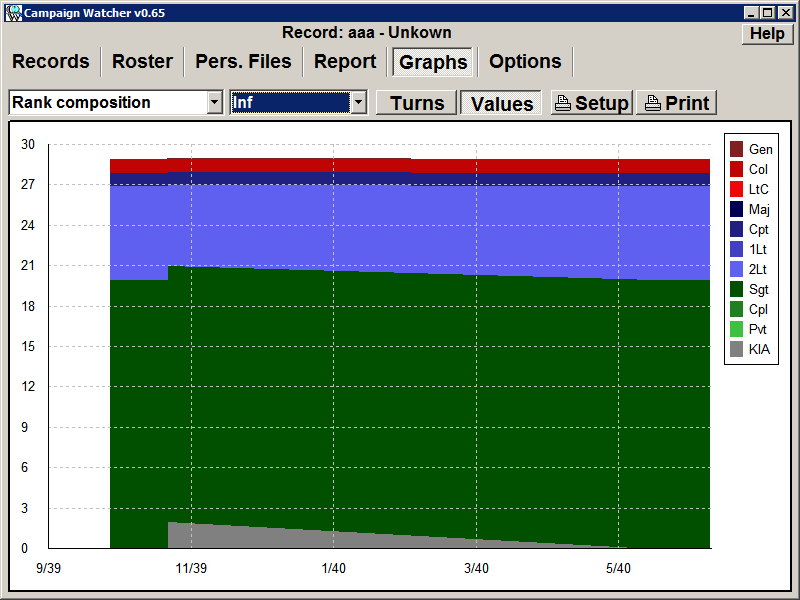 Campaign Watcher v0.65
Record: aaa - Unkown
Help
Records Roster Pers. Files Report Graphs Options
Rank composition Inf Turns Values Setup Print
30
27
24
21
18
15
12
9
6
3
0
9/39 11/39 1/40 3/40 5/40
Gen
Col
LtC
Maj
Cpt
1Lt
2Lt
Sgt
Cpl
Pvt
KIA